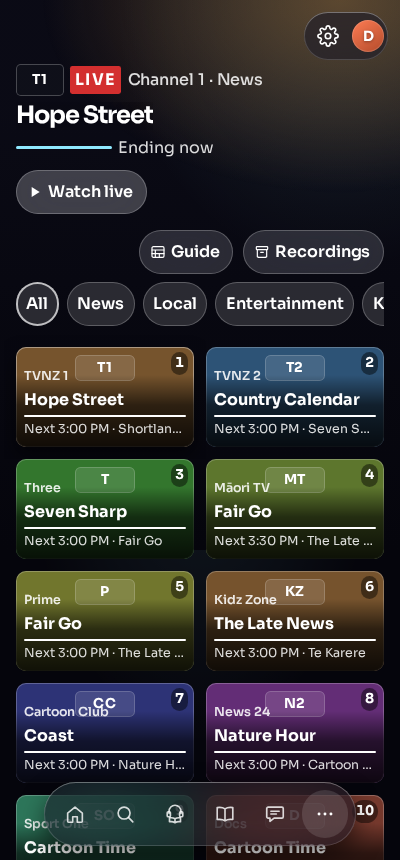 D
T1 LIVE Channel 1 · News
Hope Street
Ending now
Watch live
Guide
Recordings
All
News
Local
Entertainment
K
T1
1
TVNZ 1
Hope Street
Next 3:00 PM · Shortlan...
T2
2
TVNZ 2
Country Calendar
Next 3:00 PM · Seven S...
T
3
Three
Seven Sharp
Next 3:00 PM · Fair Go
MT
4
Māori TV
Fair Go
Next 3:30 PM · The Late ...
P
5
Prime
Fair Go
Next 3:00 PM · The Late ...
KZ
6
Kidz Zone
The Late News
Next 3:00 PM · Te Karere
CC
7
Cartoon Club
Coast
Next 3:00 PM · Nature H...
N2
8
News 24
Nature Hour
Next 3:00 PM · Cartoon ...
SO
Sport One
Cartoon Time
D
10
Docs
Cartoon Time